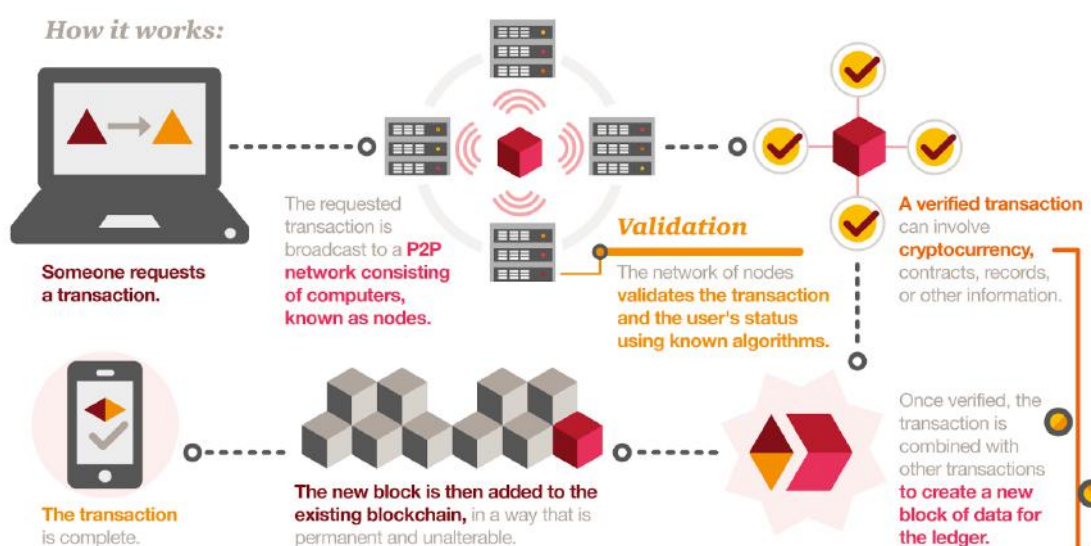 How it works:
Someone requests
a transaction.
The requested
transaction is
broadcast to a P2P
network consisting
of computers,
known as nodes.
Validation
The network of nodes
validates the transaction
and the user's status
using known algorithms.
A verified transaction
can involve
cryptocurrency,
contracts, records,
or other information.
Once verified, the
transaction is
combined with
other transactions
to create a new
block of data for
the ledger.
The new block is then added to the
existing blockchain, in a way that is
permanent and unalterable.
The transaction
is complete.